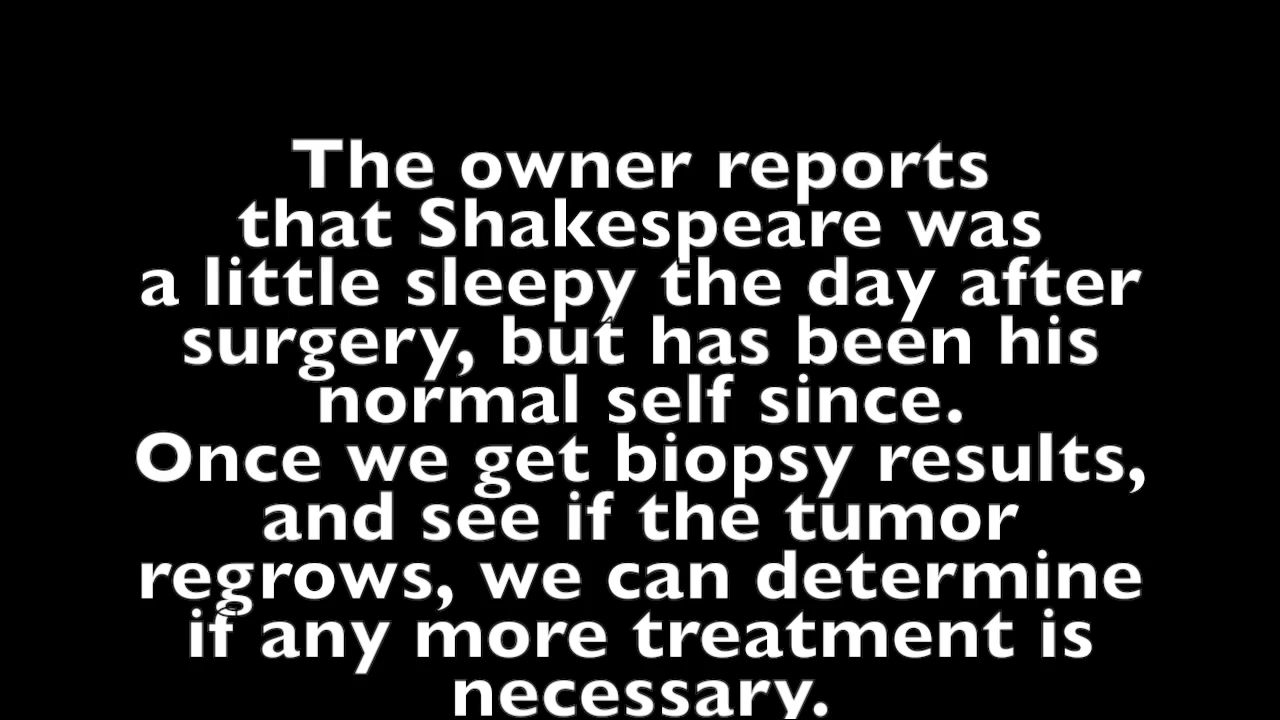 The owner reports
that Shakespeare was
a little sleepy the day after
surgery, but has been his
normal self since.
Once we get biopsy results,
and see if the tumor
regrows, we can determine
if any more treatment is
necessary.